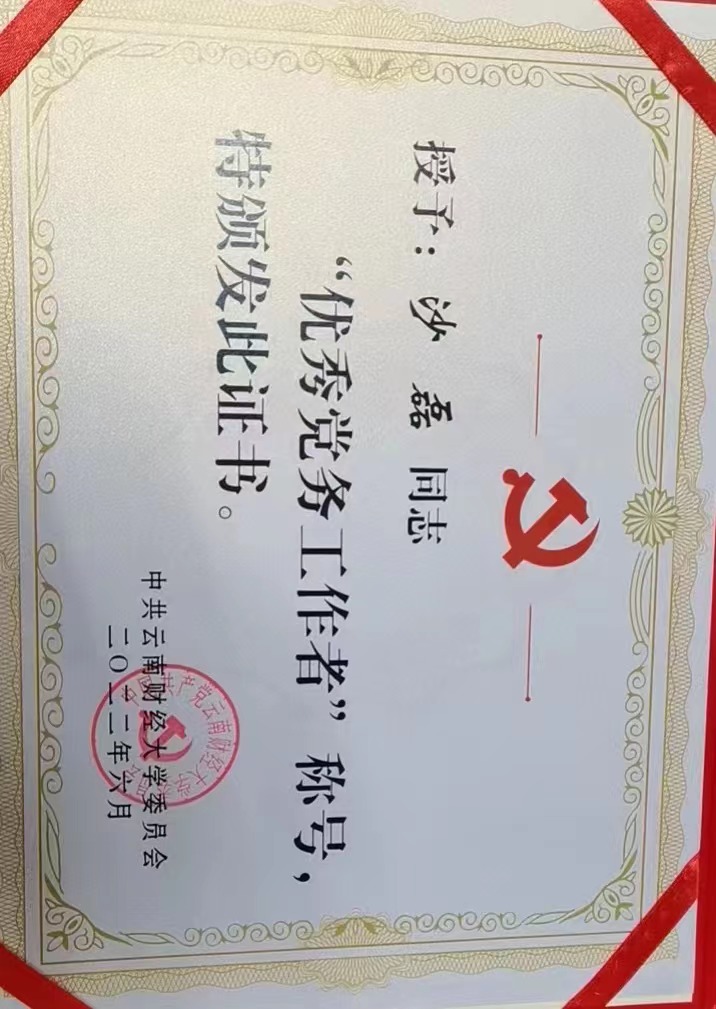 授予：沙磊同志
“优秀党务工作者”称号，
特颁发此证书。
中共云南财经大学委员会
二〇二二年六月